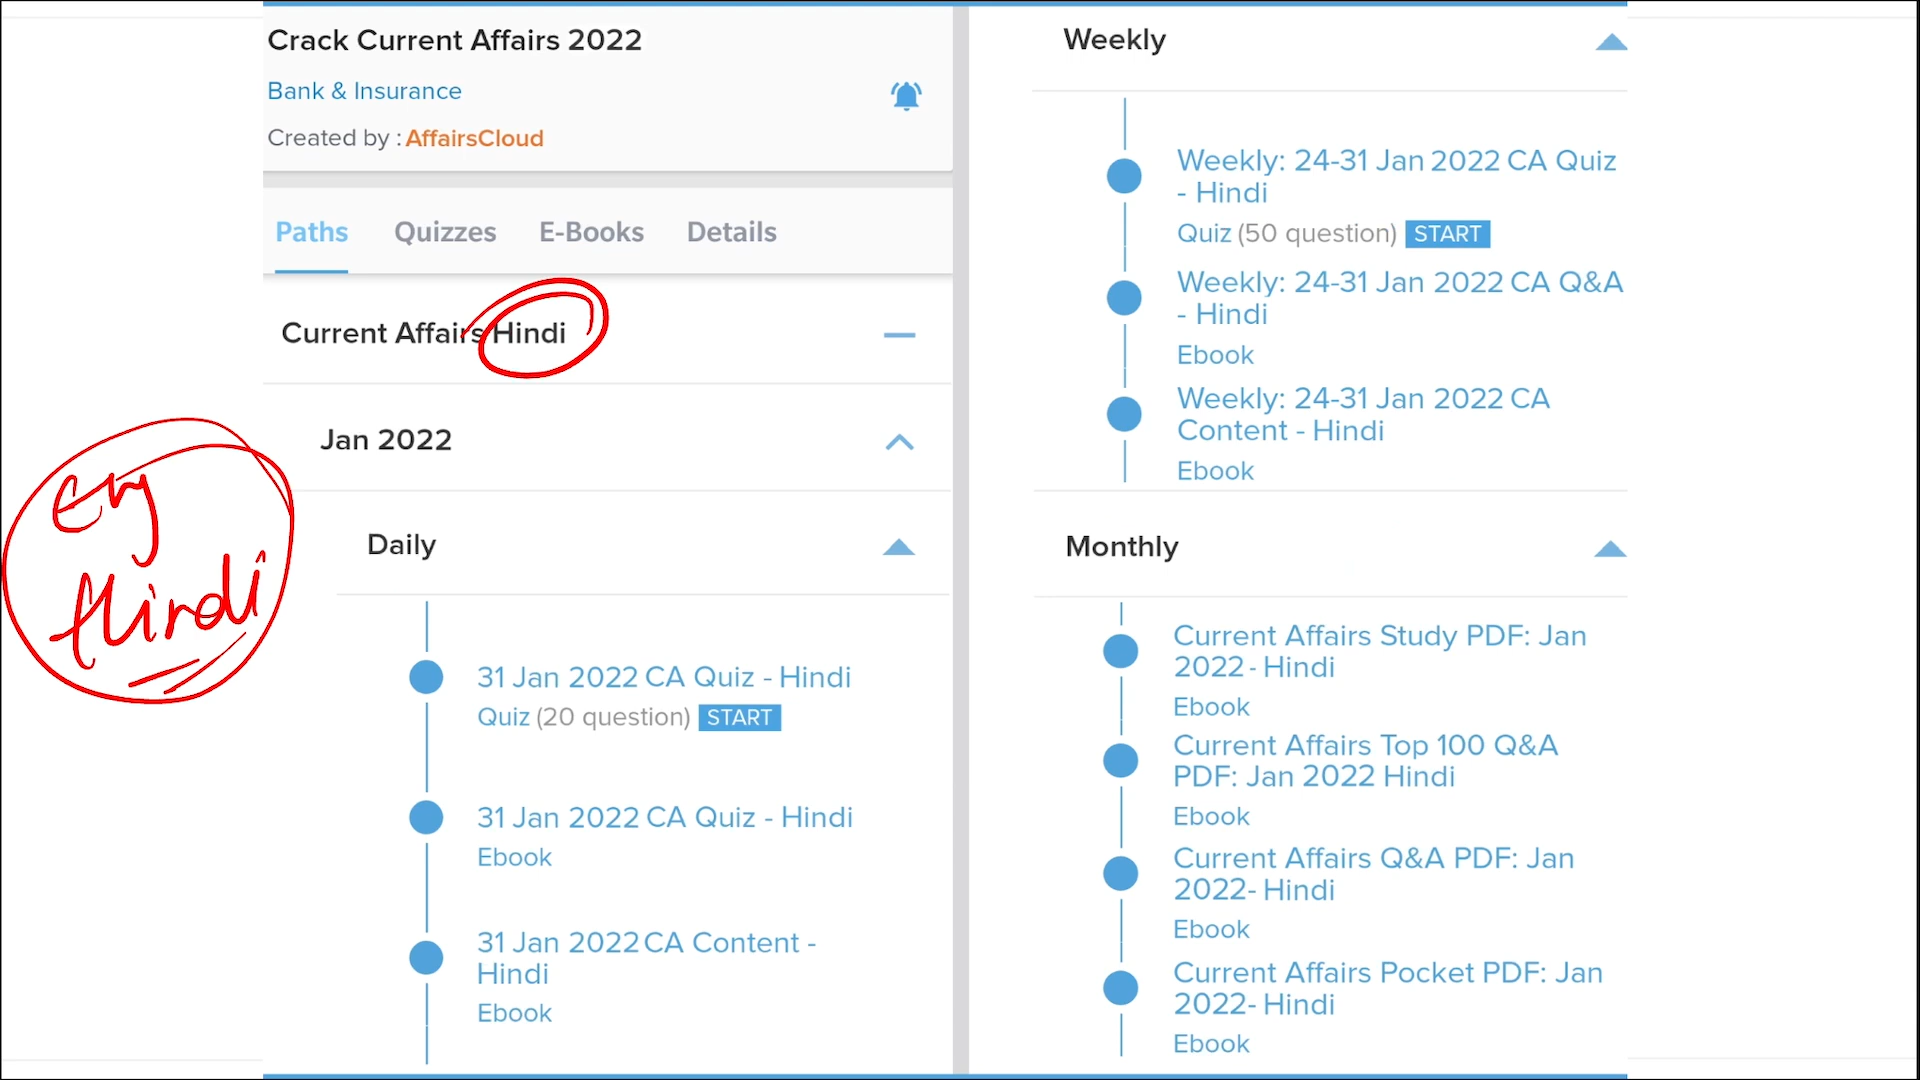 Crack Current Affairs 2022
Bank & Insurance
Created by : AffairsCloud
Paths Quizzes E-Books Details
Current Affairs Hindi
Jan 2022
Daily
31 Jan 2022 CA Quiz - Hindi
Quiz (20 question) START
31 Jan 2022 CA Quiz - Hindi
Ebook
31 Jan 2022 CA Content -
Hindi
Ebook
Eng
Hindi
Weekly
Weekly: 24-31 Jan 2022 CA Quiz
- Hindi
Quiz (50 question) START
Weekly: 24-31 Jan 2022 CA Q&A
- Hindi
Ebook
Weekly: 24-31 Jan 2022 CA
Content - Hindi
Ebook
Monthly
Current Affairs Study PDF: Jan
2022- Hindi
Ebook
Current Affairs Top 100 Q&A
PDF: Jan 2022 Hindi
Ebook
Current Affairs Q&A PDF: Jan
2022- Hindi
Ebook
Current Affairs Pocket PDF: Jan
2022- Hindi
Ebook